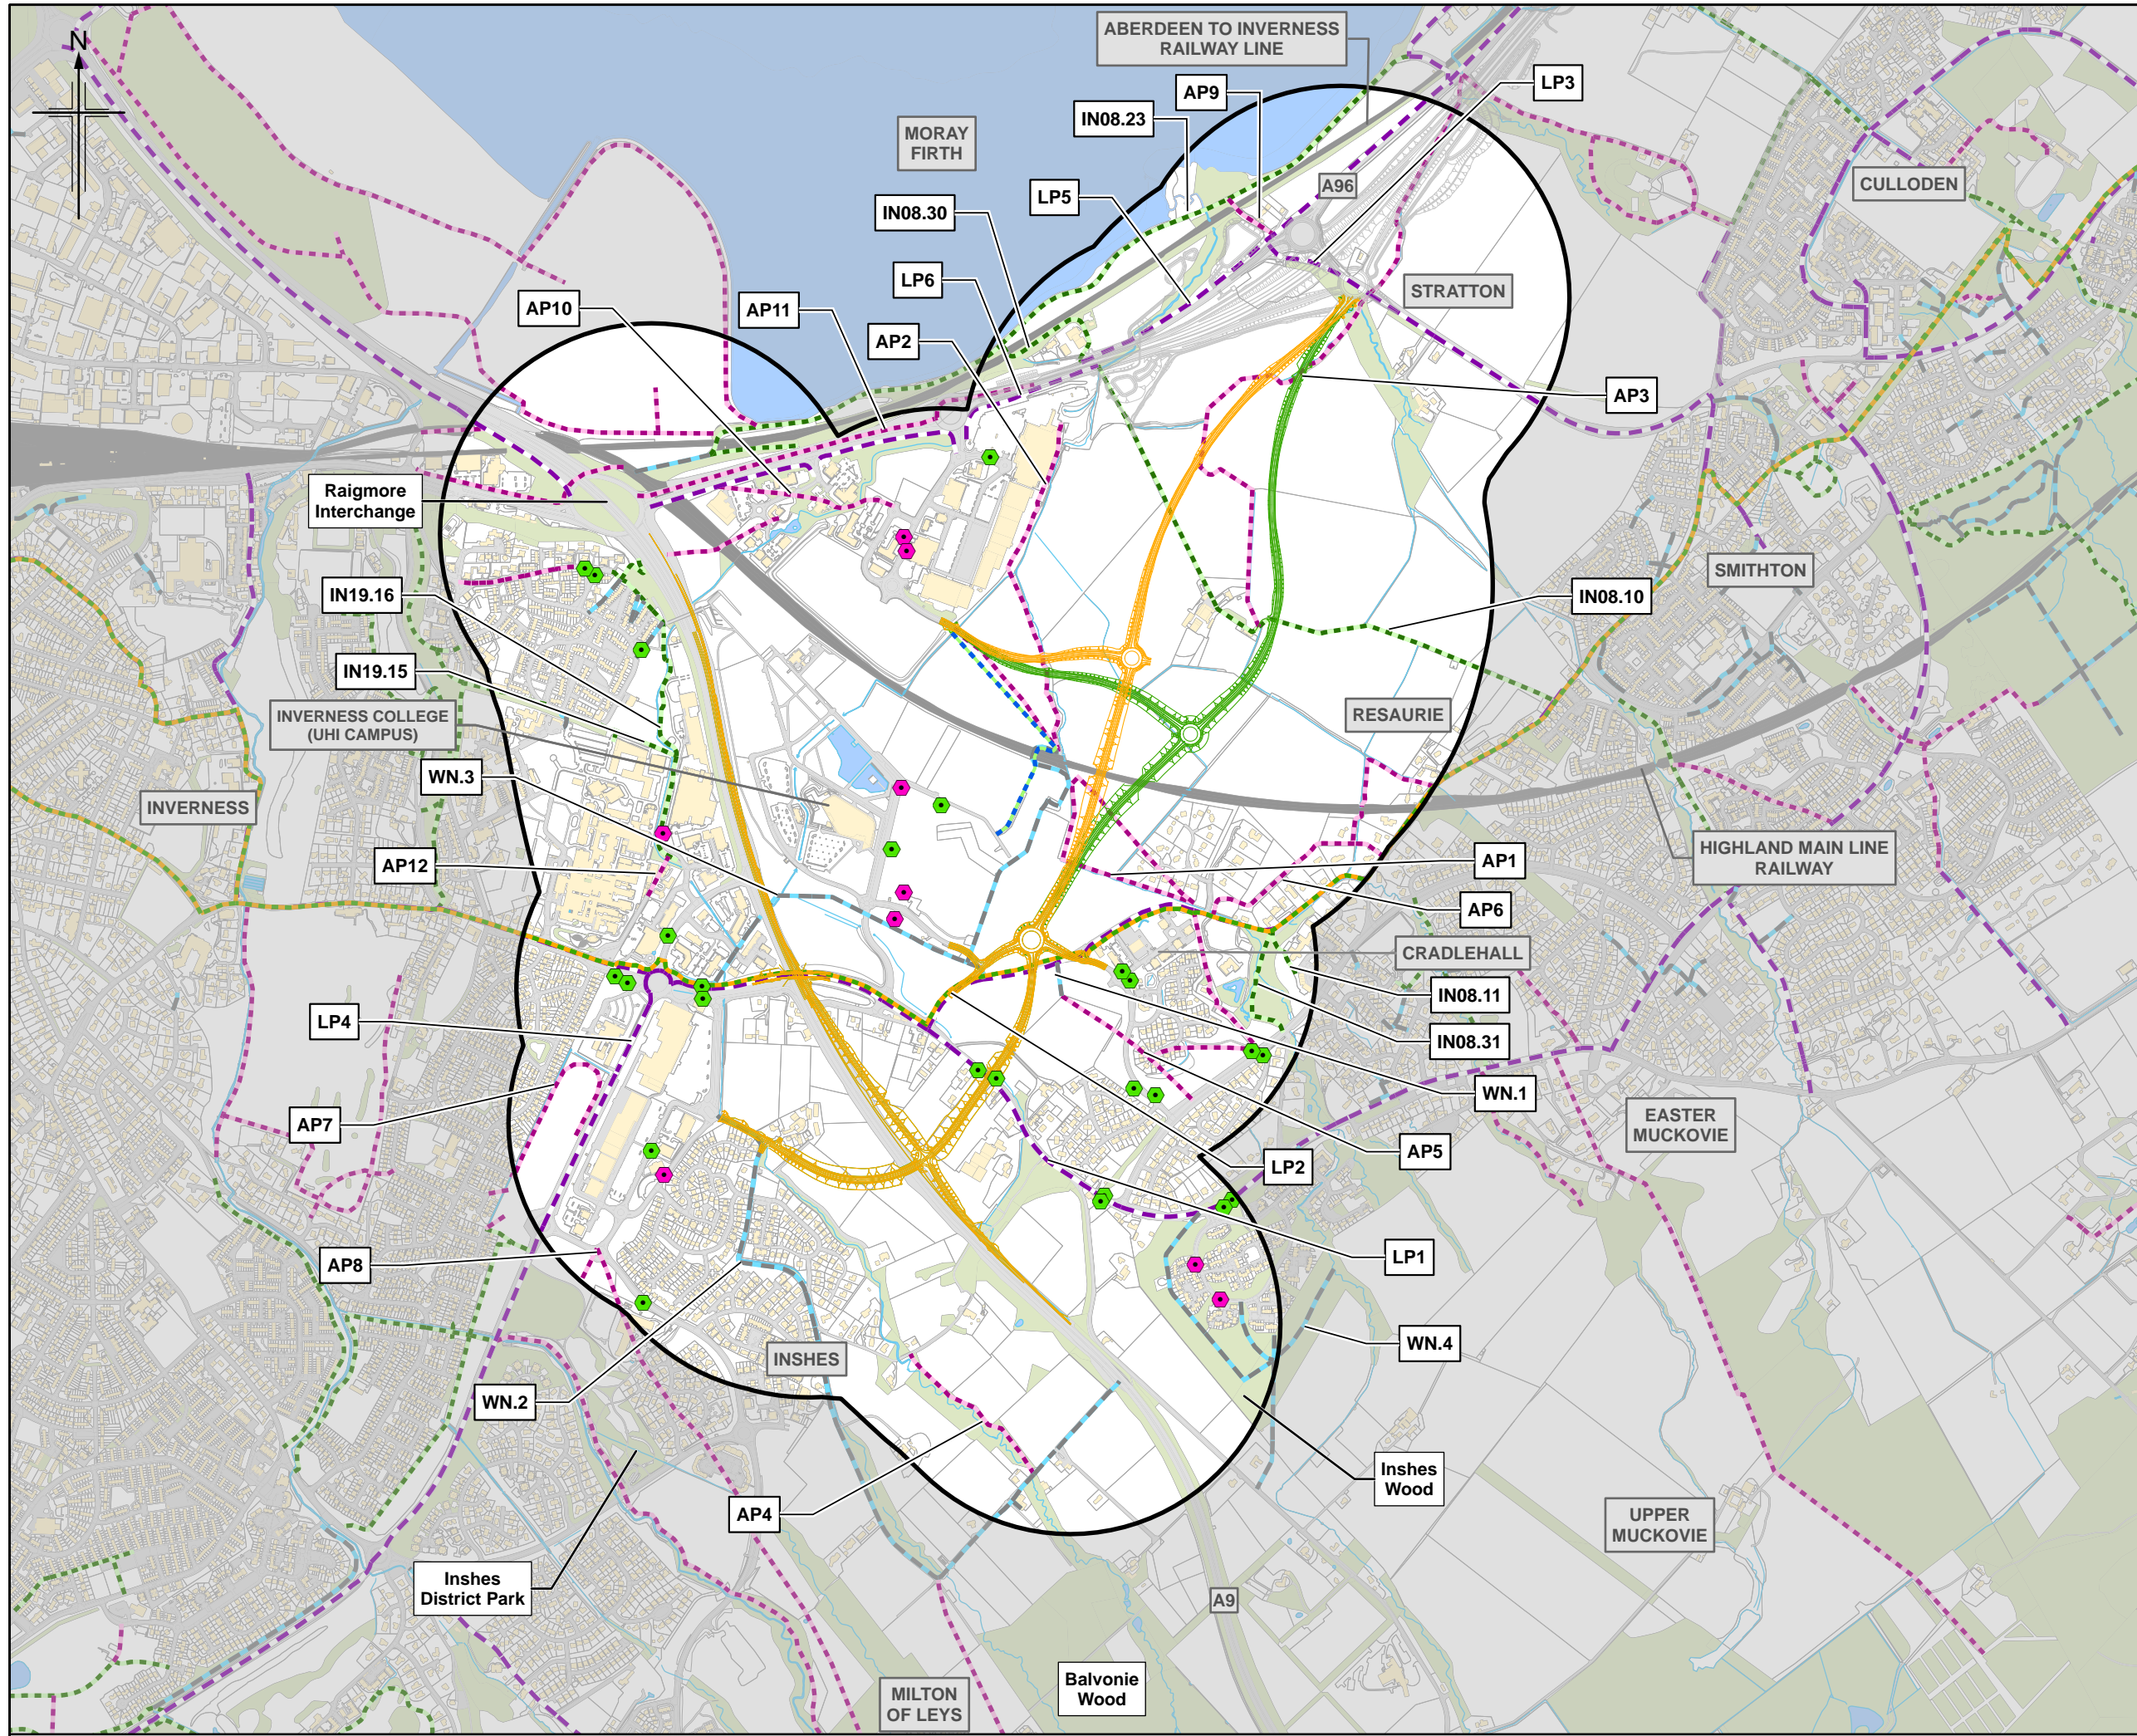 N
ABERDEEN TO INVERNESS
RAILWAY LINE
LP3
AP9
IN08.23
MORAY
FIRTH
A96
CULLODEN
LP5
IN08.30
LP6
STRATTON
AP10
AP11
AP2
AP3
Raigmore
Interchange
SMITHTON
IN19.16
IN08.10
IN19.15
INVERNESS COLLEGE
(UHI CAMPUS)
RESAURIE
WN.3
INVERNESS
HIGHLAND MAIN LINE
RAILWAY
AP12
AP1
AP6
CRADLEHALL
IN08.11
LP4
IN08.31
WN.1
AP7
EASTER
MUCKOVIE
AP5
LP2
AP8
LP1
WN.4
INSHES
WN.2
Inshes
Wood
AP4
UPPER
MUCKOVIE
Inshes
District Park
A9
Balvonie
Wood
MILTON
OF LEYS